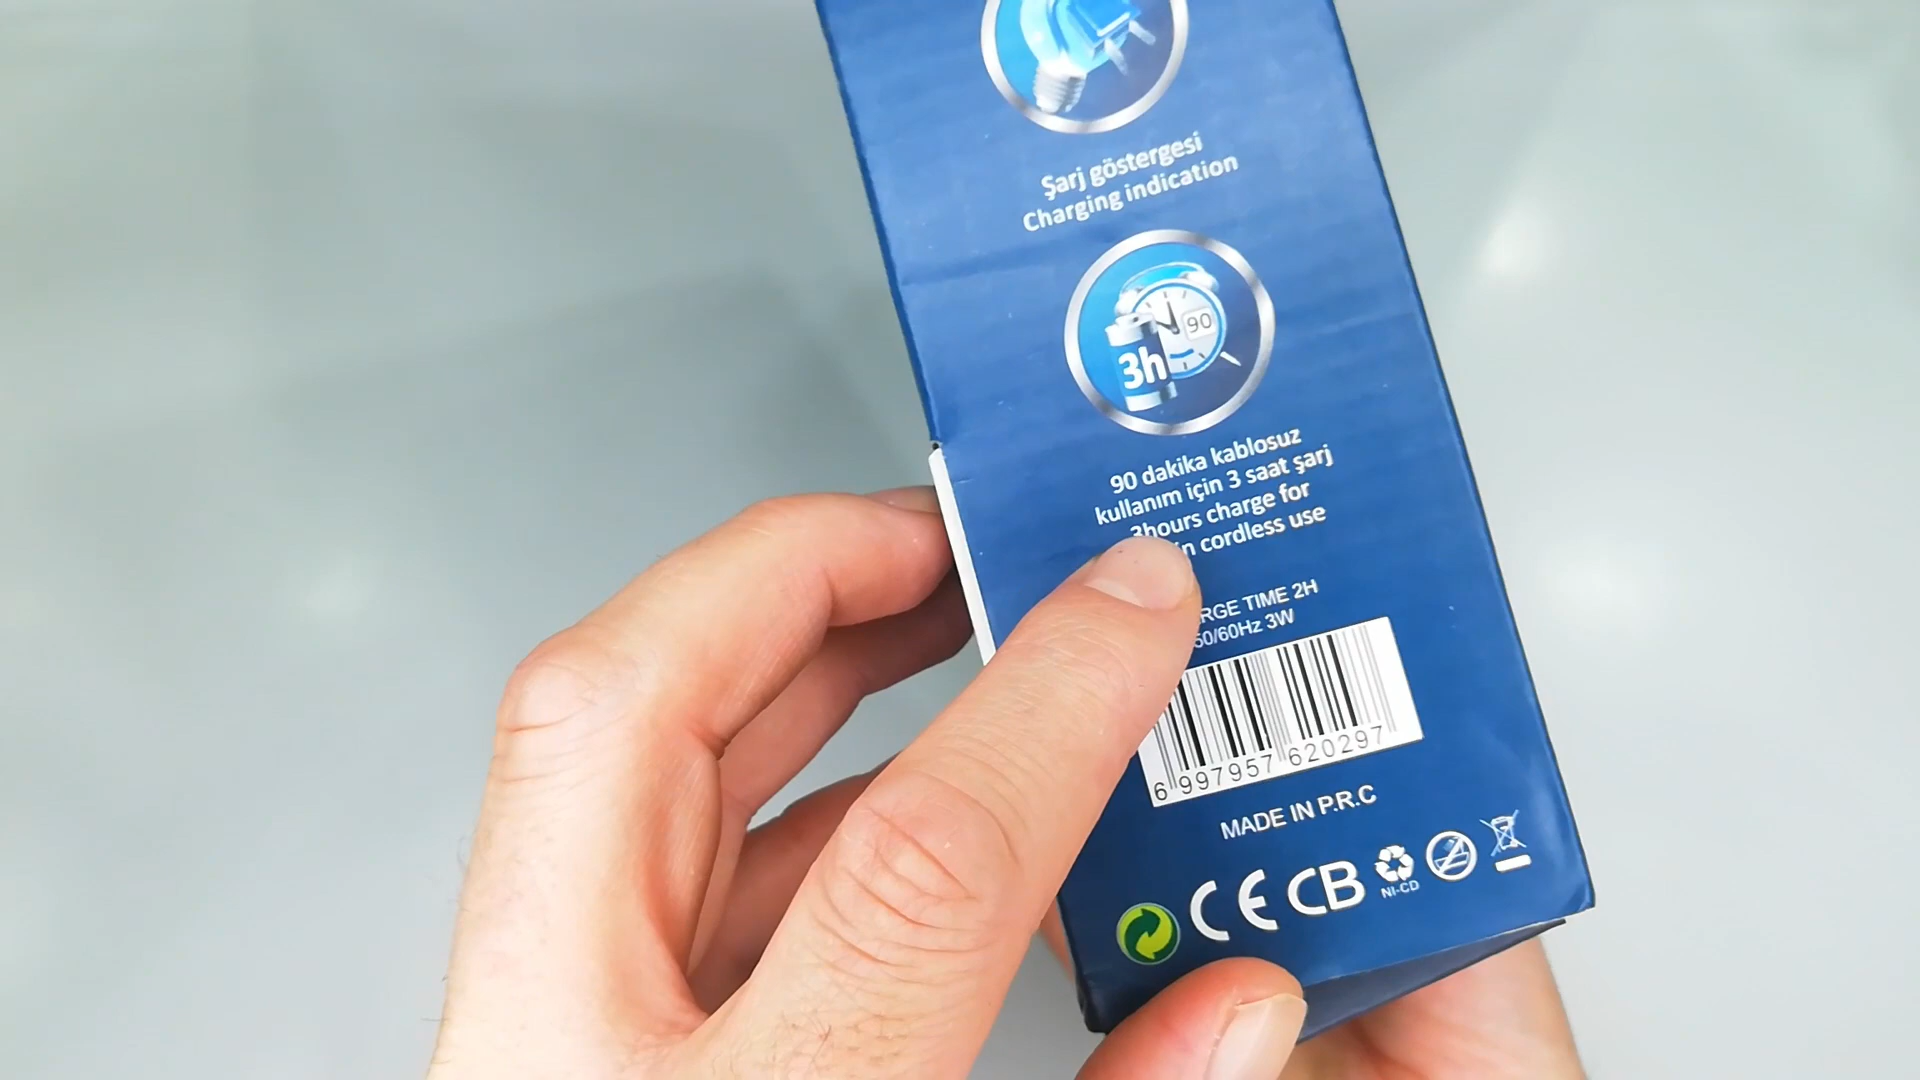 Şarj göstergesi
Charging indication
90
3h
90 dakika kablosuz
kullanım için 3 saat şarj
3hours charge for
cordless use
TIME 2H
50/60Hz 3W
6 997957 620297
MADE IN P.R.C
CE CB
NI-CD